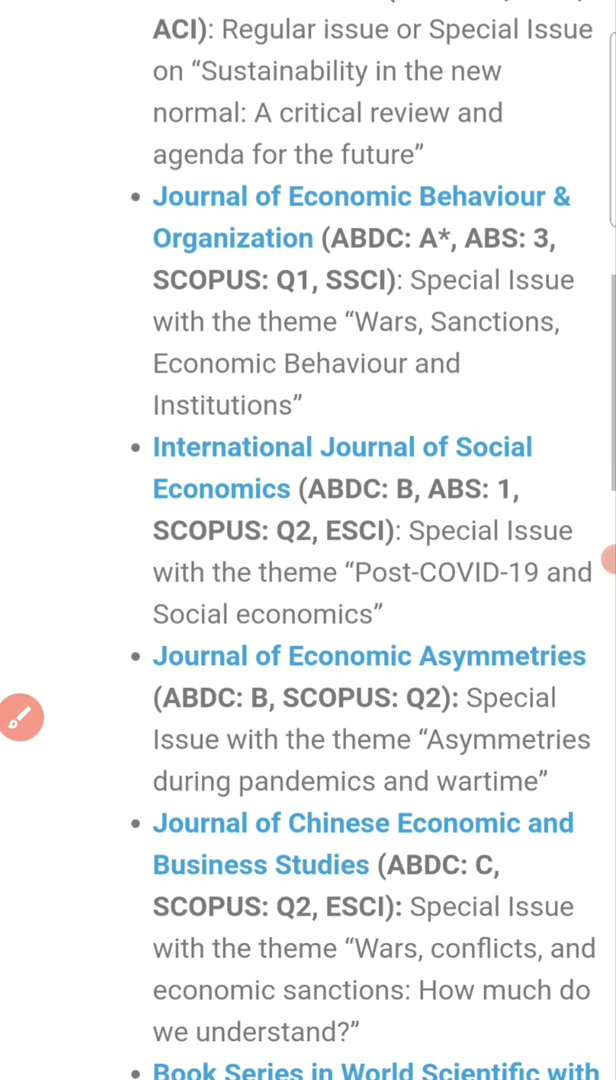 ACI): Regular issue or Special Issue
on “Sustainability in the new
normal: A critical review and
agenda for the future”
• Journal of Economic Behaviour &
Organization (ABDC: A*, ABS: 3,
SCOPUS: Q1, SSCI): Special Issue
with the theme “Wars, Sanctions,
Economic Behaviour and
Institutions”
• International Journal of Social
Economics (ABDC: B, ABS: 1,
SCOPUS: Q2, ESCI): Special Issue
with the theme “Post-COVID-19 and
Social economics”
• Journal of Economic Asymmetries
(ABDC: B, SCOPUS: Q2): Special
Issue with the theme “Asymmetries
during pandemics and wartime”
• Journal of Chinese Economic and
Business Studies (ABDC: C,
SCOPUS: Q2, ESCI): Special Issue
with the theme “Wars, conflicts, and
economic sanctions: How much do
we understand?”
• Book Series in World Scientific with